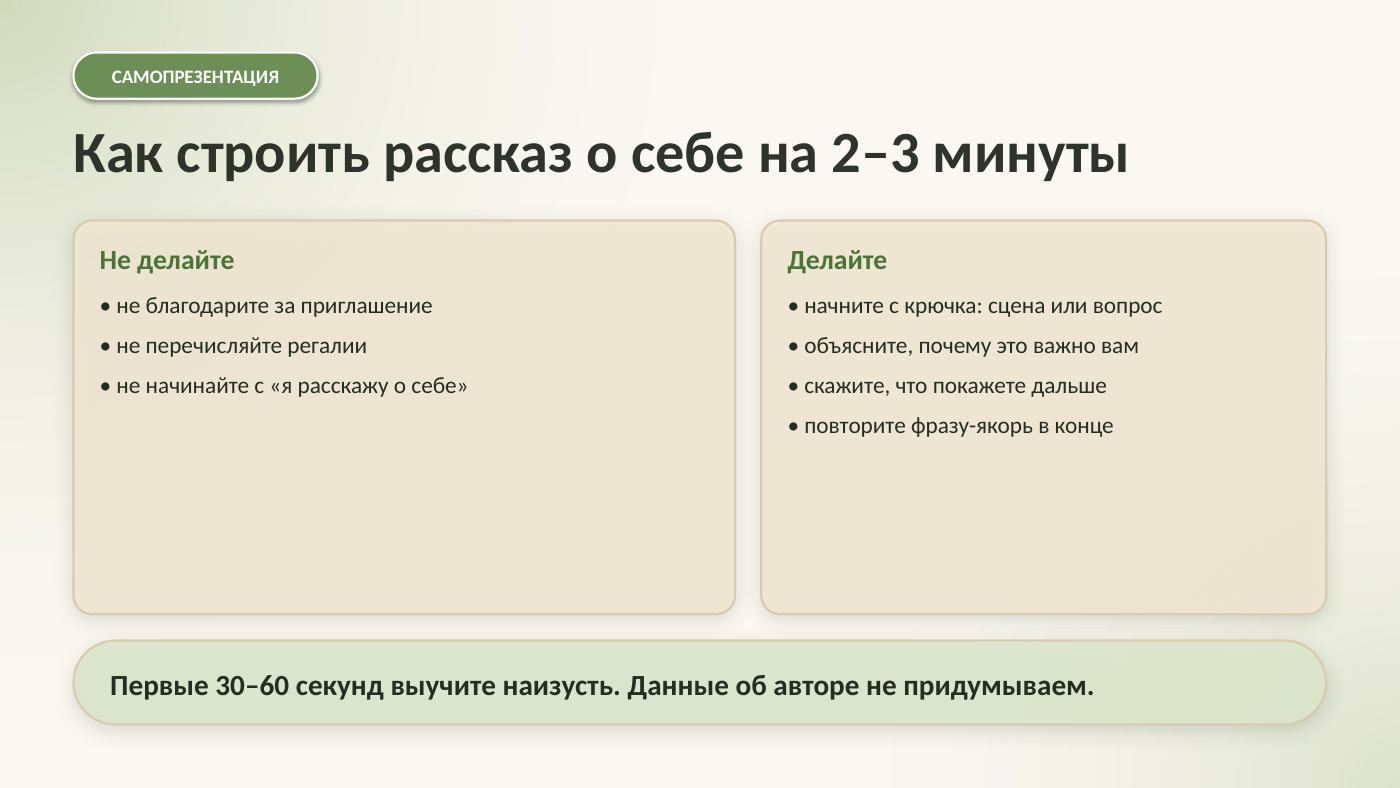 САМОПРЕЗЕНТАЦИЯ
Как строить рассказ о себе на 2–3 минуты
Не делайте
• не благодарите за приглашение
• не перечисляйте регалии
• не начинайте с «я расскажу о себе»
Делайте
• начните с крючка: сцена или вопрос
• объясните, почему это важно вам
• скажите, что покажете дальше
• повторите фразу-якорь в конце
Первые 30–60 секунд выучите наизусть. Данные об авторе не придумываем.